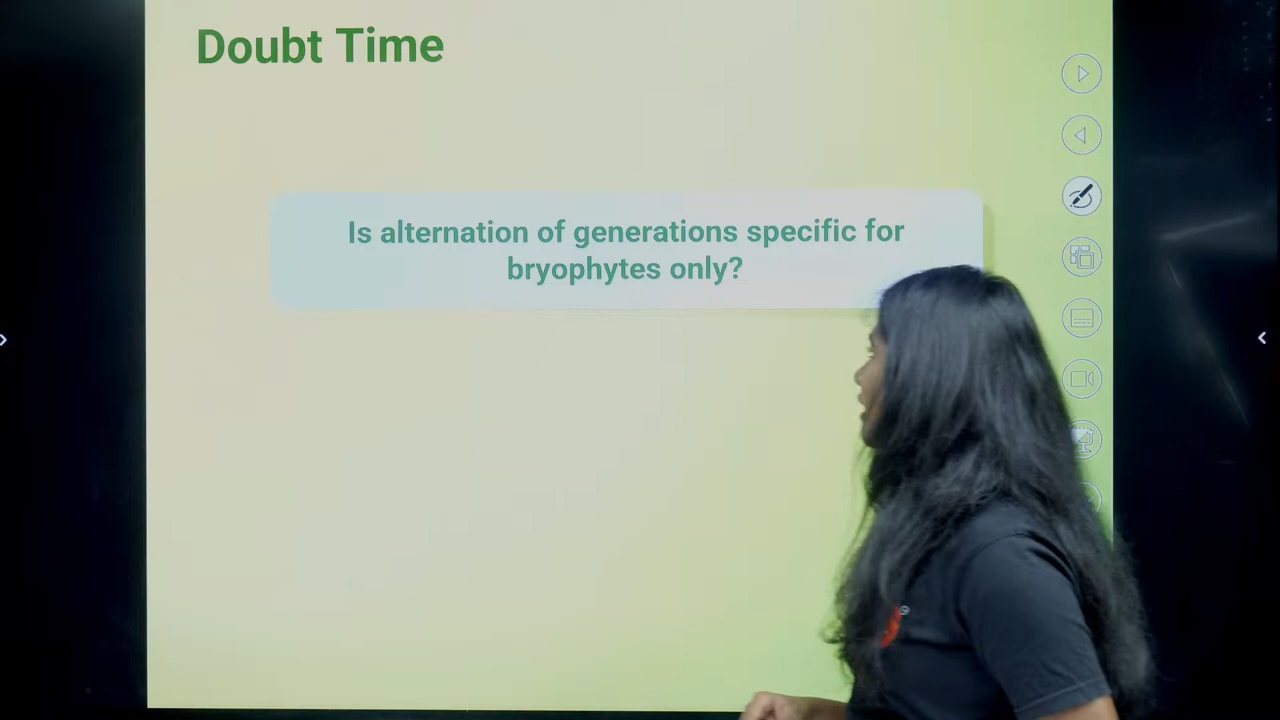 Doubt Time
Is alternation of generations specific for
bryophytes only?